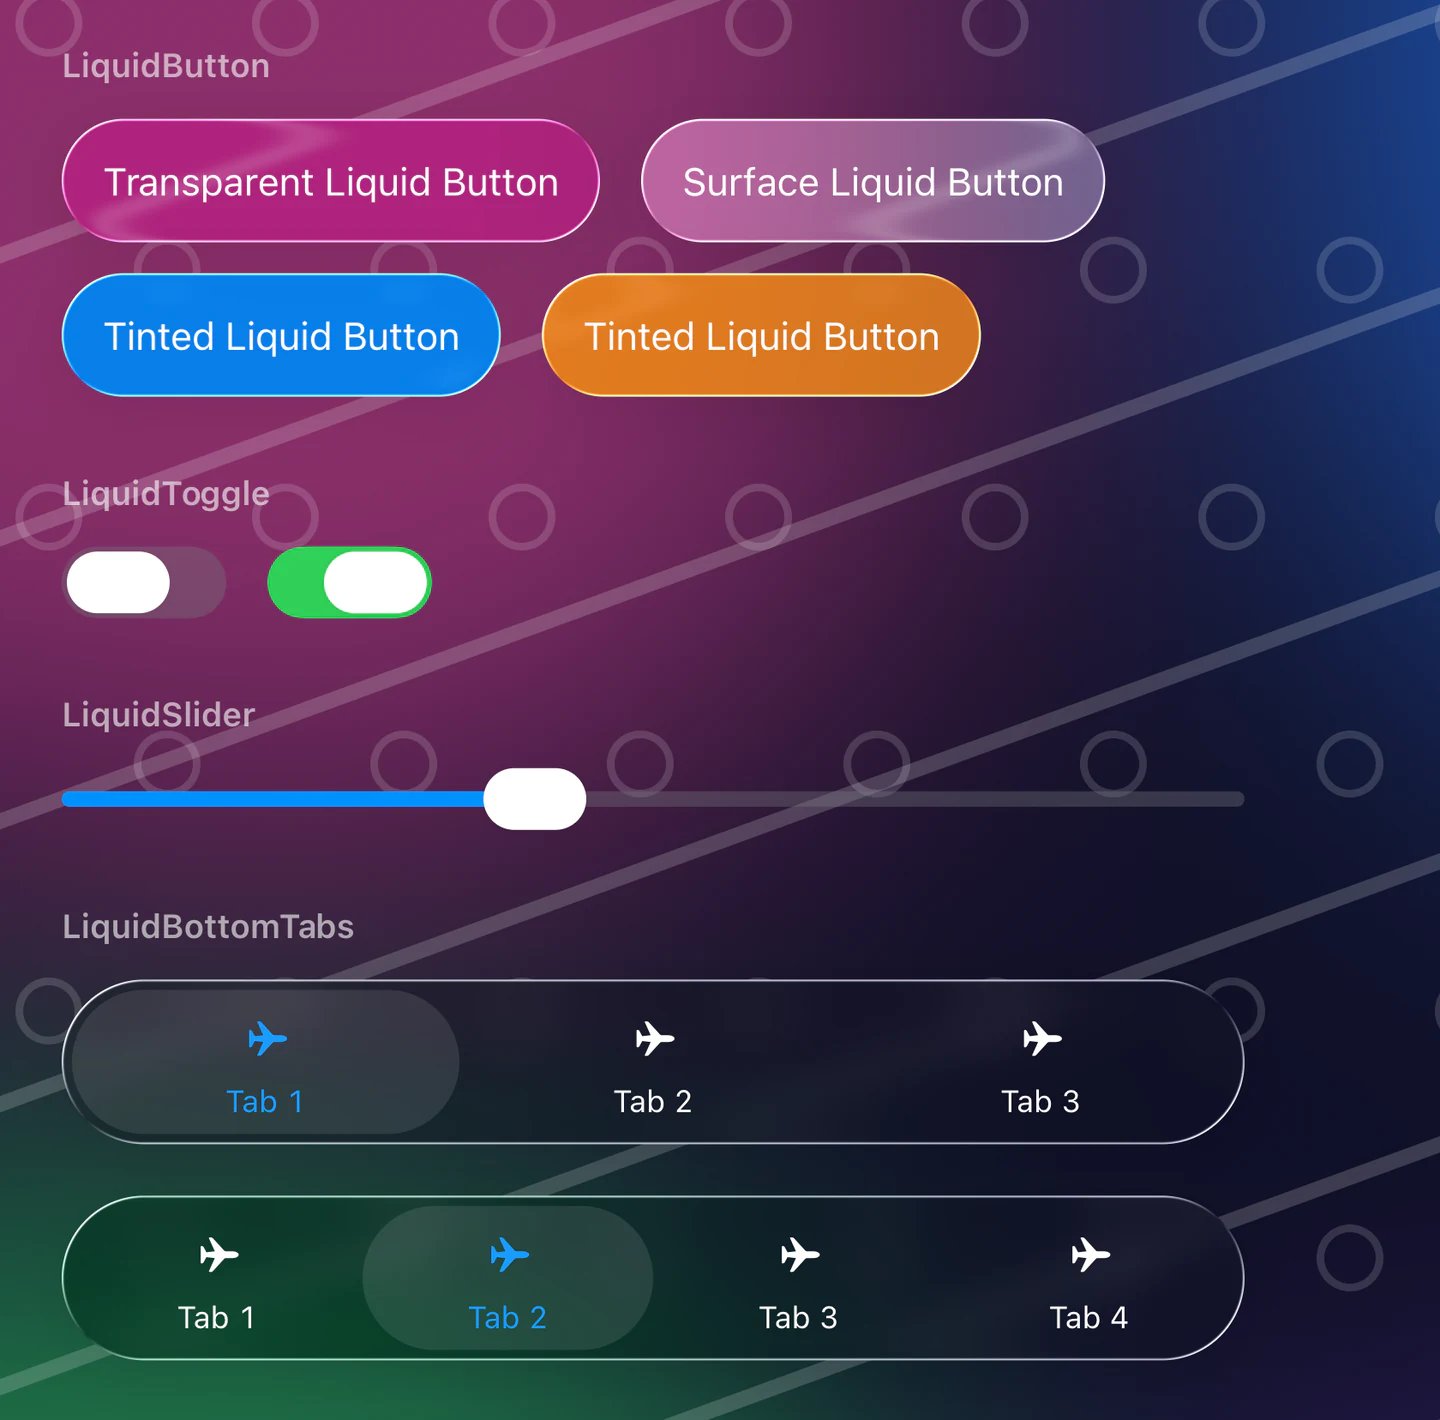 LiquidButton
Transparent Liquid Button
Surface Liquid Button
Tinted Liquid Button
Tinted Liquid Button
LiquidToggle
LiquidSlider
LiquidBottomTabs
Tab 1
Tab 2
Tab 3
Tab 1
Tab 2
Tab 3
Tab 4